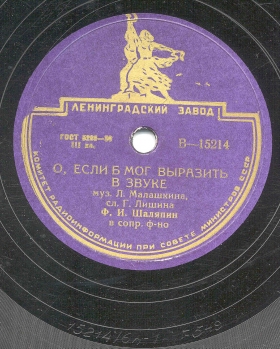 ЛЕНИНГРАДСКИЙ ЗАВОД
ГОСТ 5289-56
III кл.
В—15214
О, ЕСЛИ Б МОГ ВЫРАЗИТЬ
В ЗВУКЕ
муз. Л. Малашкина,
сл. Г. Лишина
Ф. И. Шаляпин
в сопр. ф-но
КОМИТЕТ РАДИОИНФОРМАЦИИ ПРИ СОВЕТЕ МИНИСТРОВ СССР